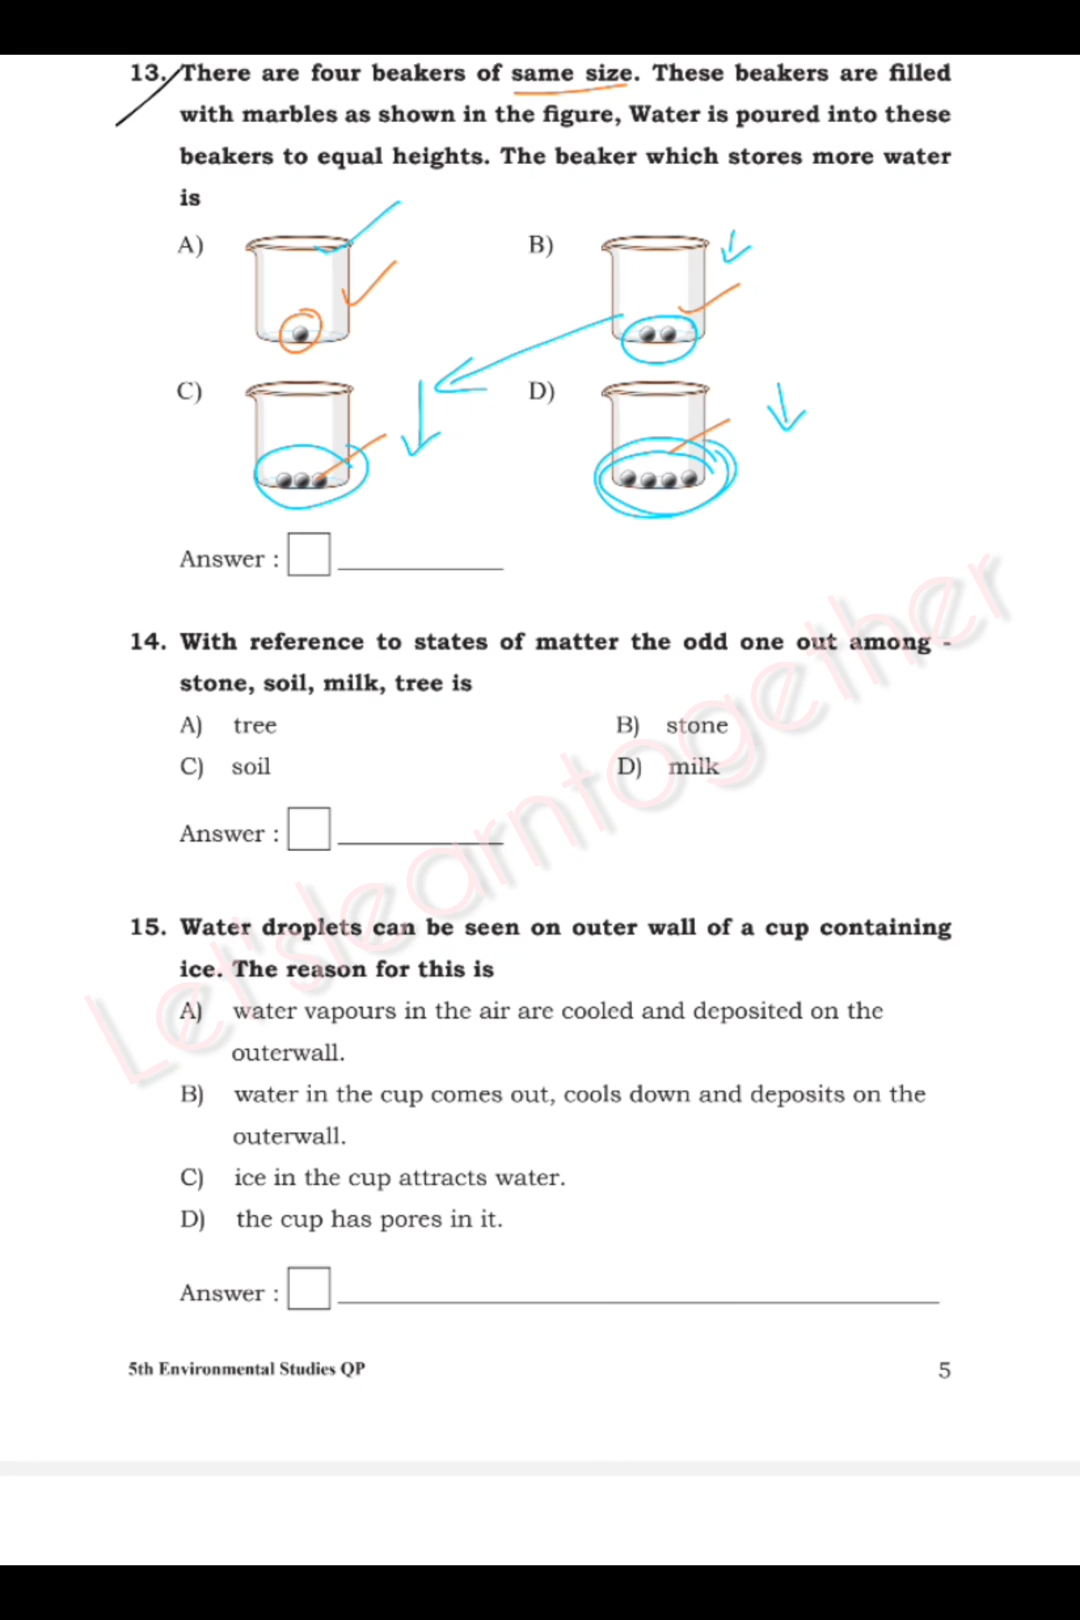 13. There are four beakers of same size. These beakers are filled
with marbles as shown in the figure, Water is poured into these
beakers to equal heights. The beaker which stores more water
is
A)
B)
C)
D)
Answer :
14. With reference to states of matter the odd one out among -
stone, soil, milk, tree is
A) tree
B) stone
C) soil
D) milk
Answer :
15. Water droplets can be seen on outer wall of a cup containing
ice. The reason for this is
A) water vapours in the air are cooled and deposited on the
outerwall.
B) water in the cup comes out, cools down and deposits on the
outerwall.
C) ice in the cup attracts water.
D) the cup has pores in it.
Answer :
5th Environmental Studies QP
5
Let'slearntogether